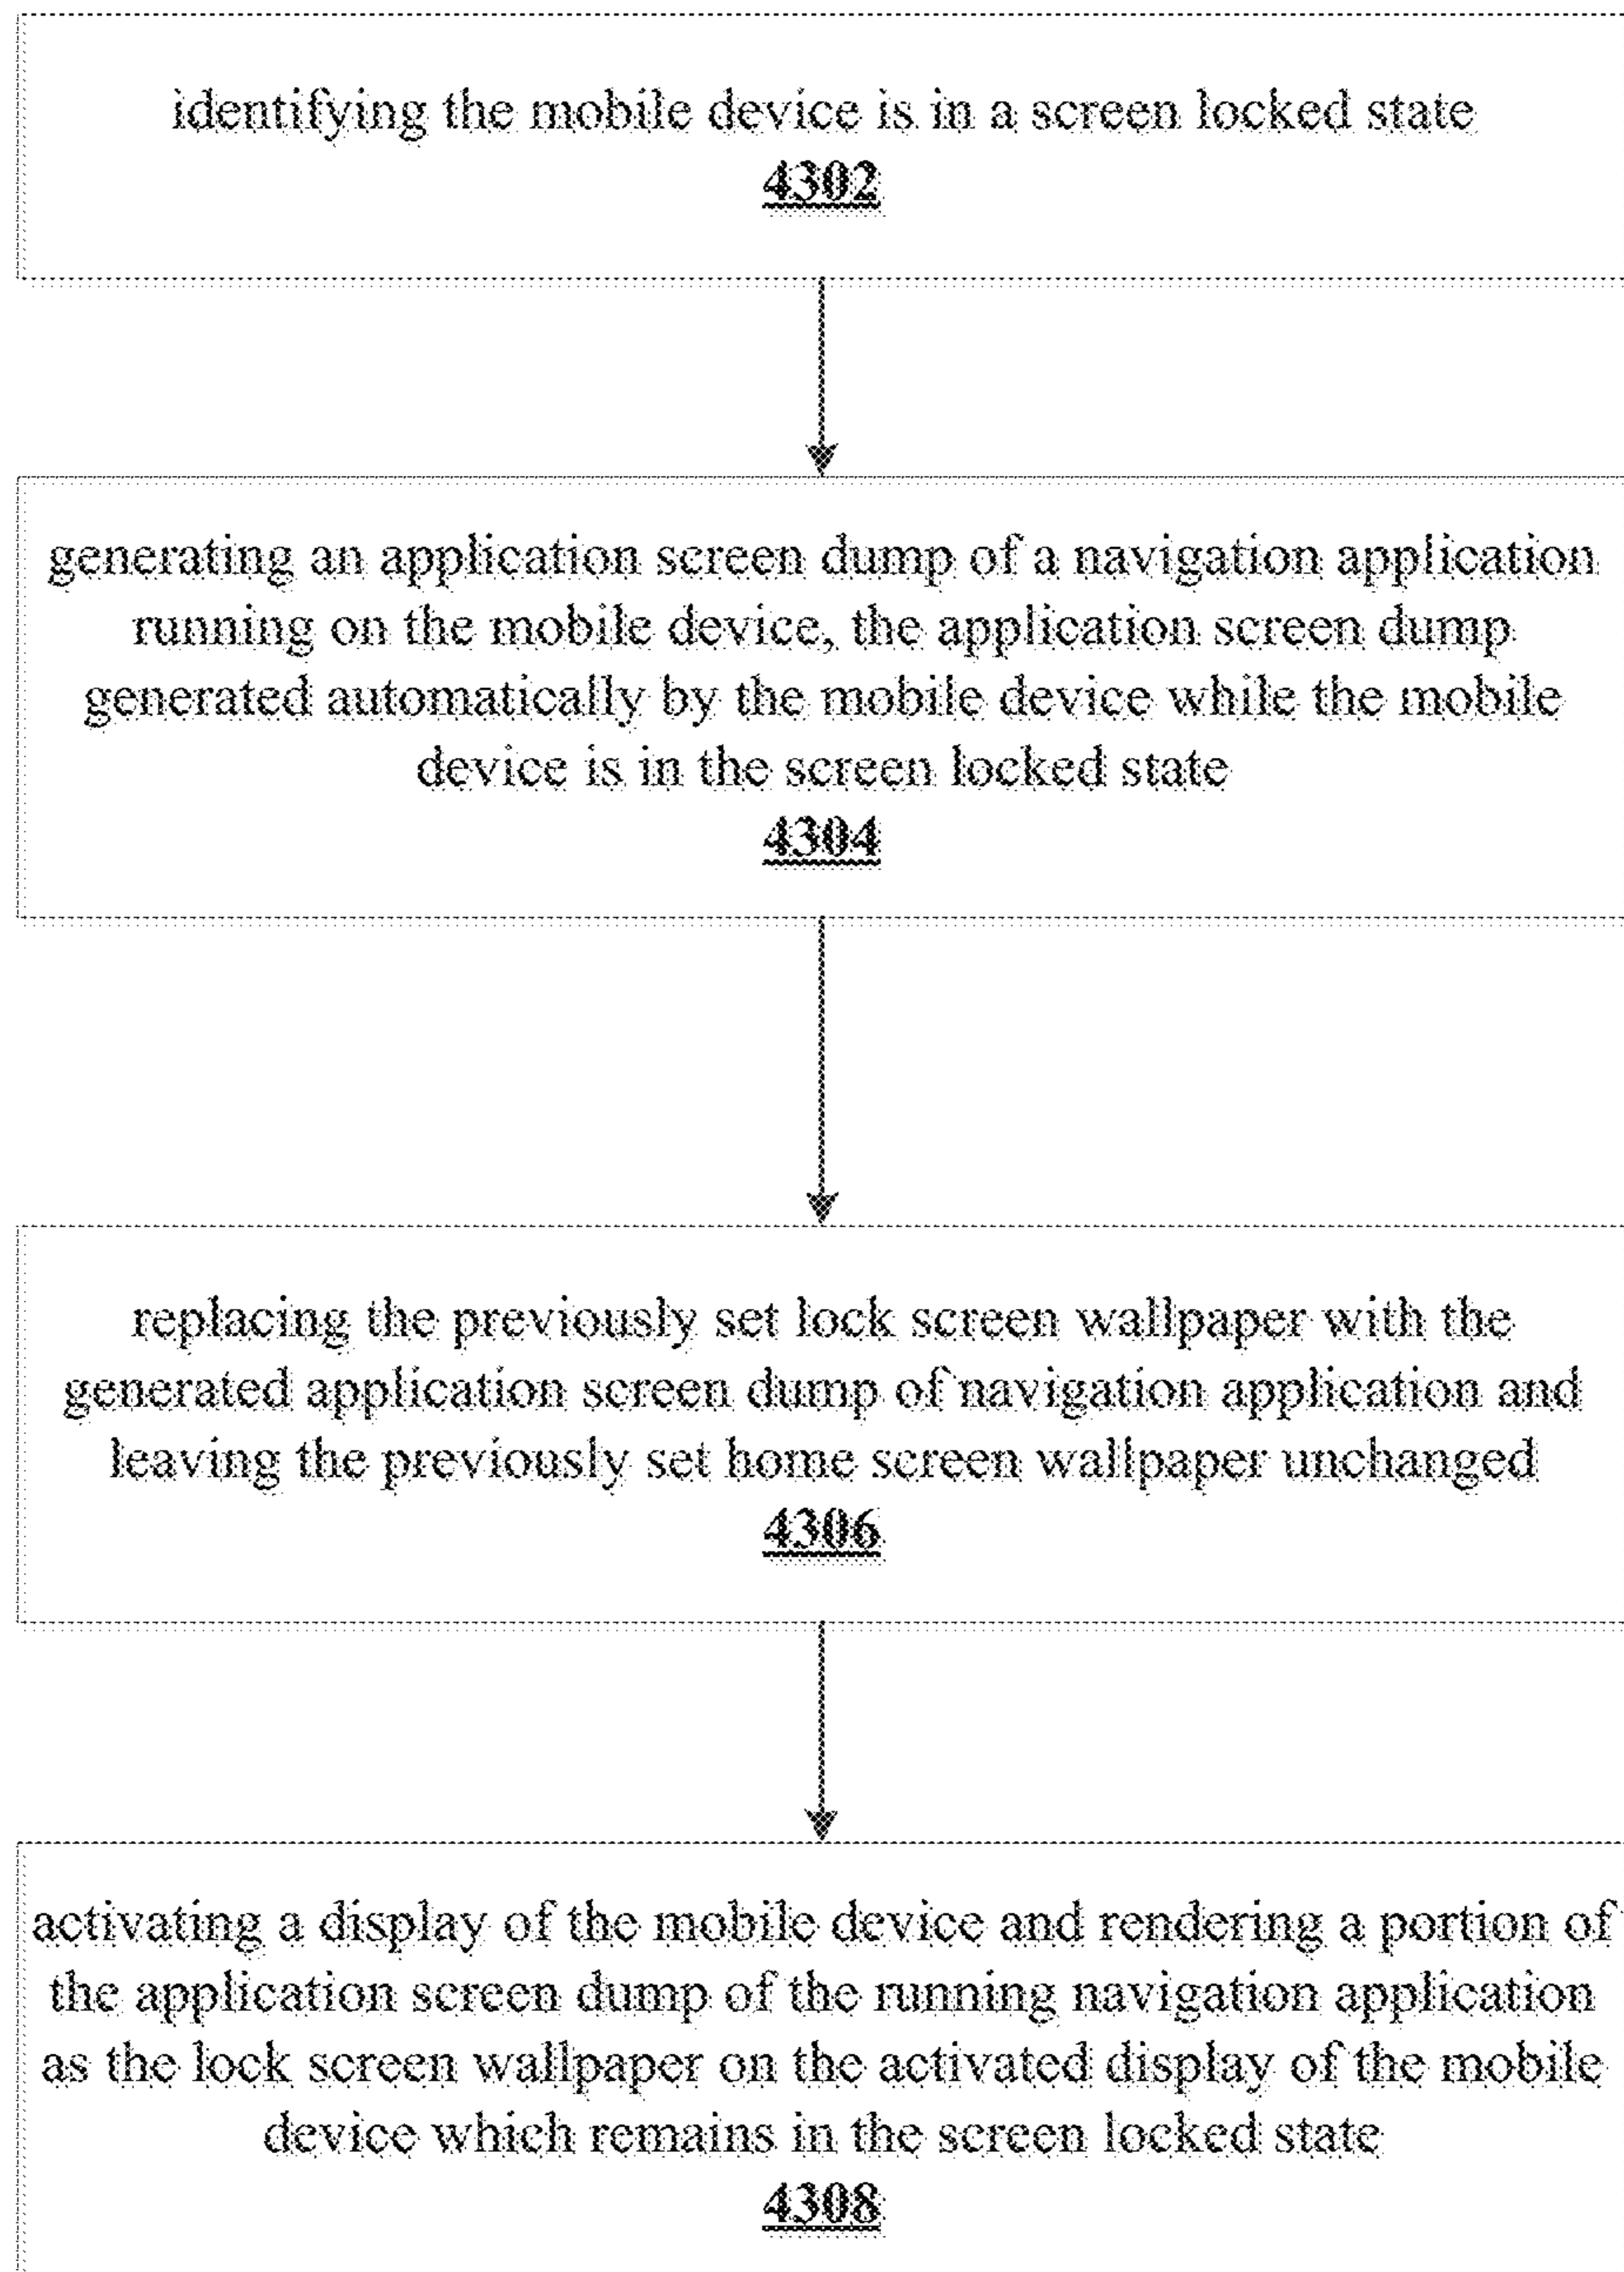 identifying the mobile device is in a screen locked state
4302
generating an application screen dump of a navigation application
running on the mobile device, the application screen dump
generated automatically by the mobile device while the mobile
device is in the screen locked state
4304
replacing the previously set lock screen wallpaper with the
generated application screen dump of navigation application and
leaving the previously set home screen wallpaper unchanged
4306
activating a display of the mobile device and rendering a portion of
the application screen dump of the running navigation application
as the lock screen wallpaper on the activated display of the mobile
device which remains in the screen locked state
4308